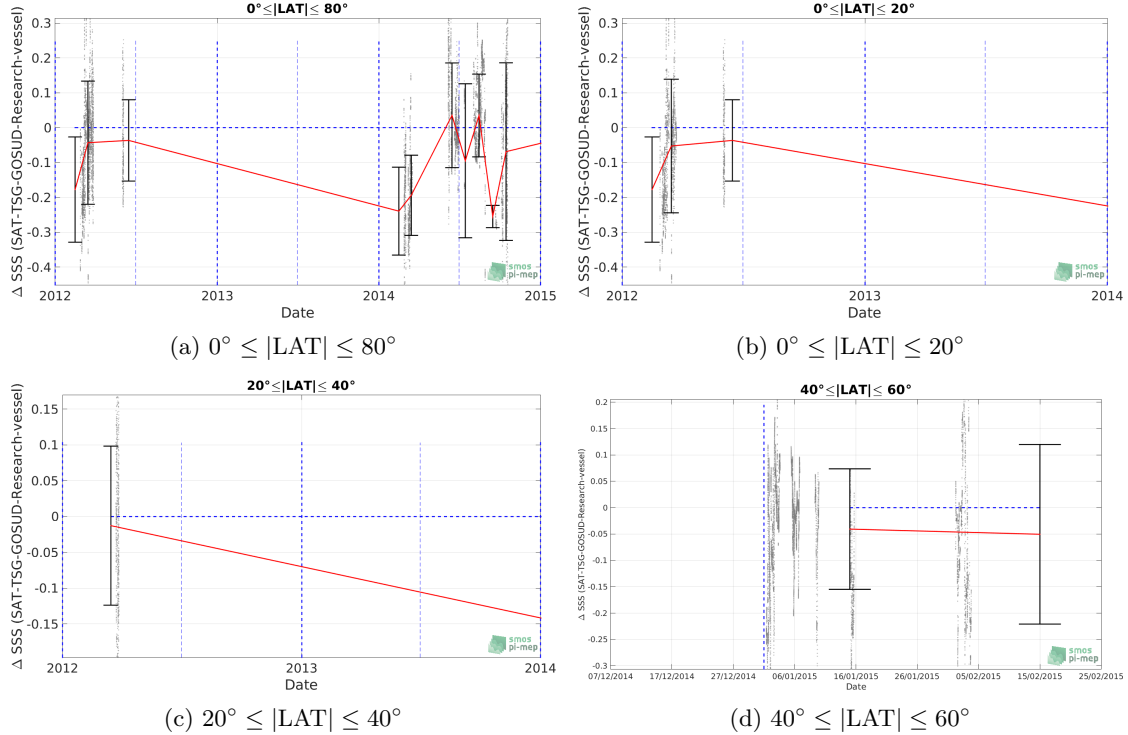 0°≤|LAT|≤ 80°
Δ SSS (SAT-TSG-GOSUD-Research-vessel)
0.3
0.2
0.1
0
-0.1
-0.2
-0.3
-0.4
2012
2013
2014
2015
Date
smos
pi-mep
(a) 0° ≤ |LAT| ≤ 80°
0°≤|LAT|≤ 20°
Δ SSS (SAT-TSG-GOSUD-Research-vessel)
0.3
0.2
0.1
0
-0.1
-0.2
-0.3
-0.4
2012
2013
2014
Date
smos
pi-mep
(b) 0° ≤ |LAT| ≤ 20°
20°≤|LAT|≤ 40°
Δ SSS (SAT-TSG-GOSUD-Research-vessel)
0.15
0.1
0.05
0
-0.05
-0.1
-0.15
2012
2013
2014
Date
smos
pi-mep
(c) 20° ≤ |LAT| ≤ 40°
40°≤|LAT|≤ 60°
Δ SSS (SAT-TSG-GOSUD-Research-vessel)
0.2
0.15
0.1
0.05
0
-0.05
-0.1
-0.15
-0.2
-0.25
-0.3
07/12/2014
17/12/2014
27/12/2014
06/01/2015
16/01/2015
26/01/2015
05/02/2015
15/02/2015
25/02/2015
Date
smos
pi-mep
(d) 40° ≤ |LAT| ≤ 60°